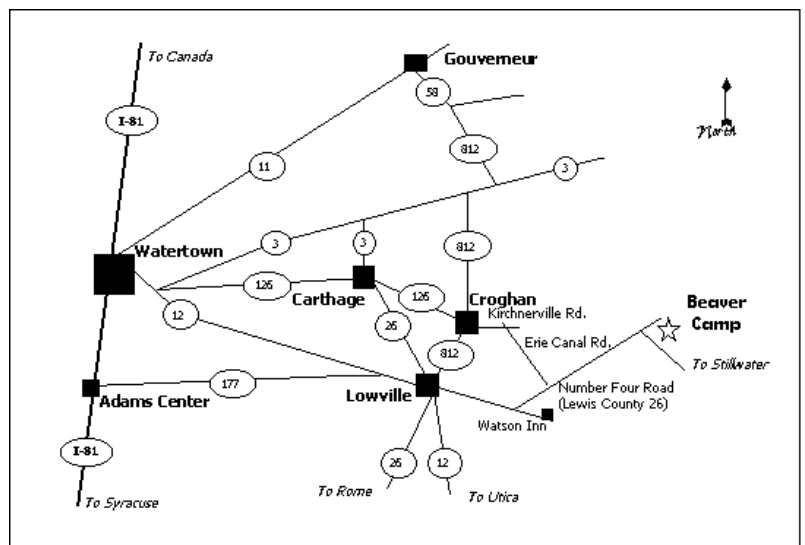 To Canada
Gouverneur
58
I-81
North
812
11
3
Watertown
3
3
812
126
Carthage
126
Croghan
Beaver
Camp
12
26
Kirchnerville Rd.
Erie Canal Rd.
812
To Stillwater
177
Adams Center
Lowville
Number Four Road
(Lewis County 26)
Watson Inn
I-81
26
12
To Rome
To Utica
To Syracuse